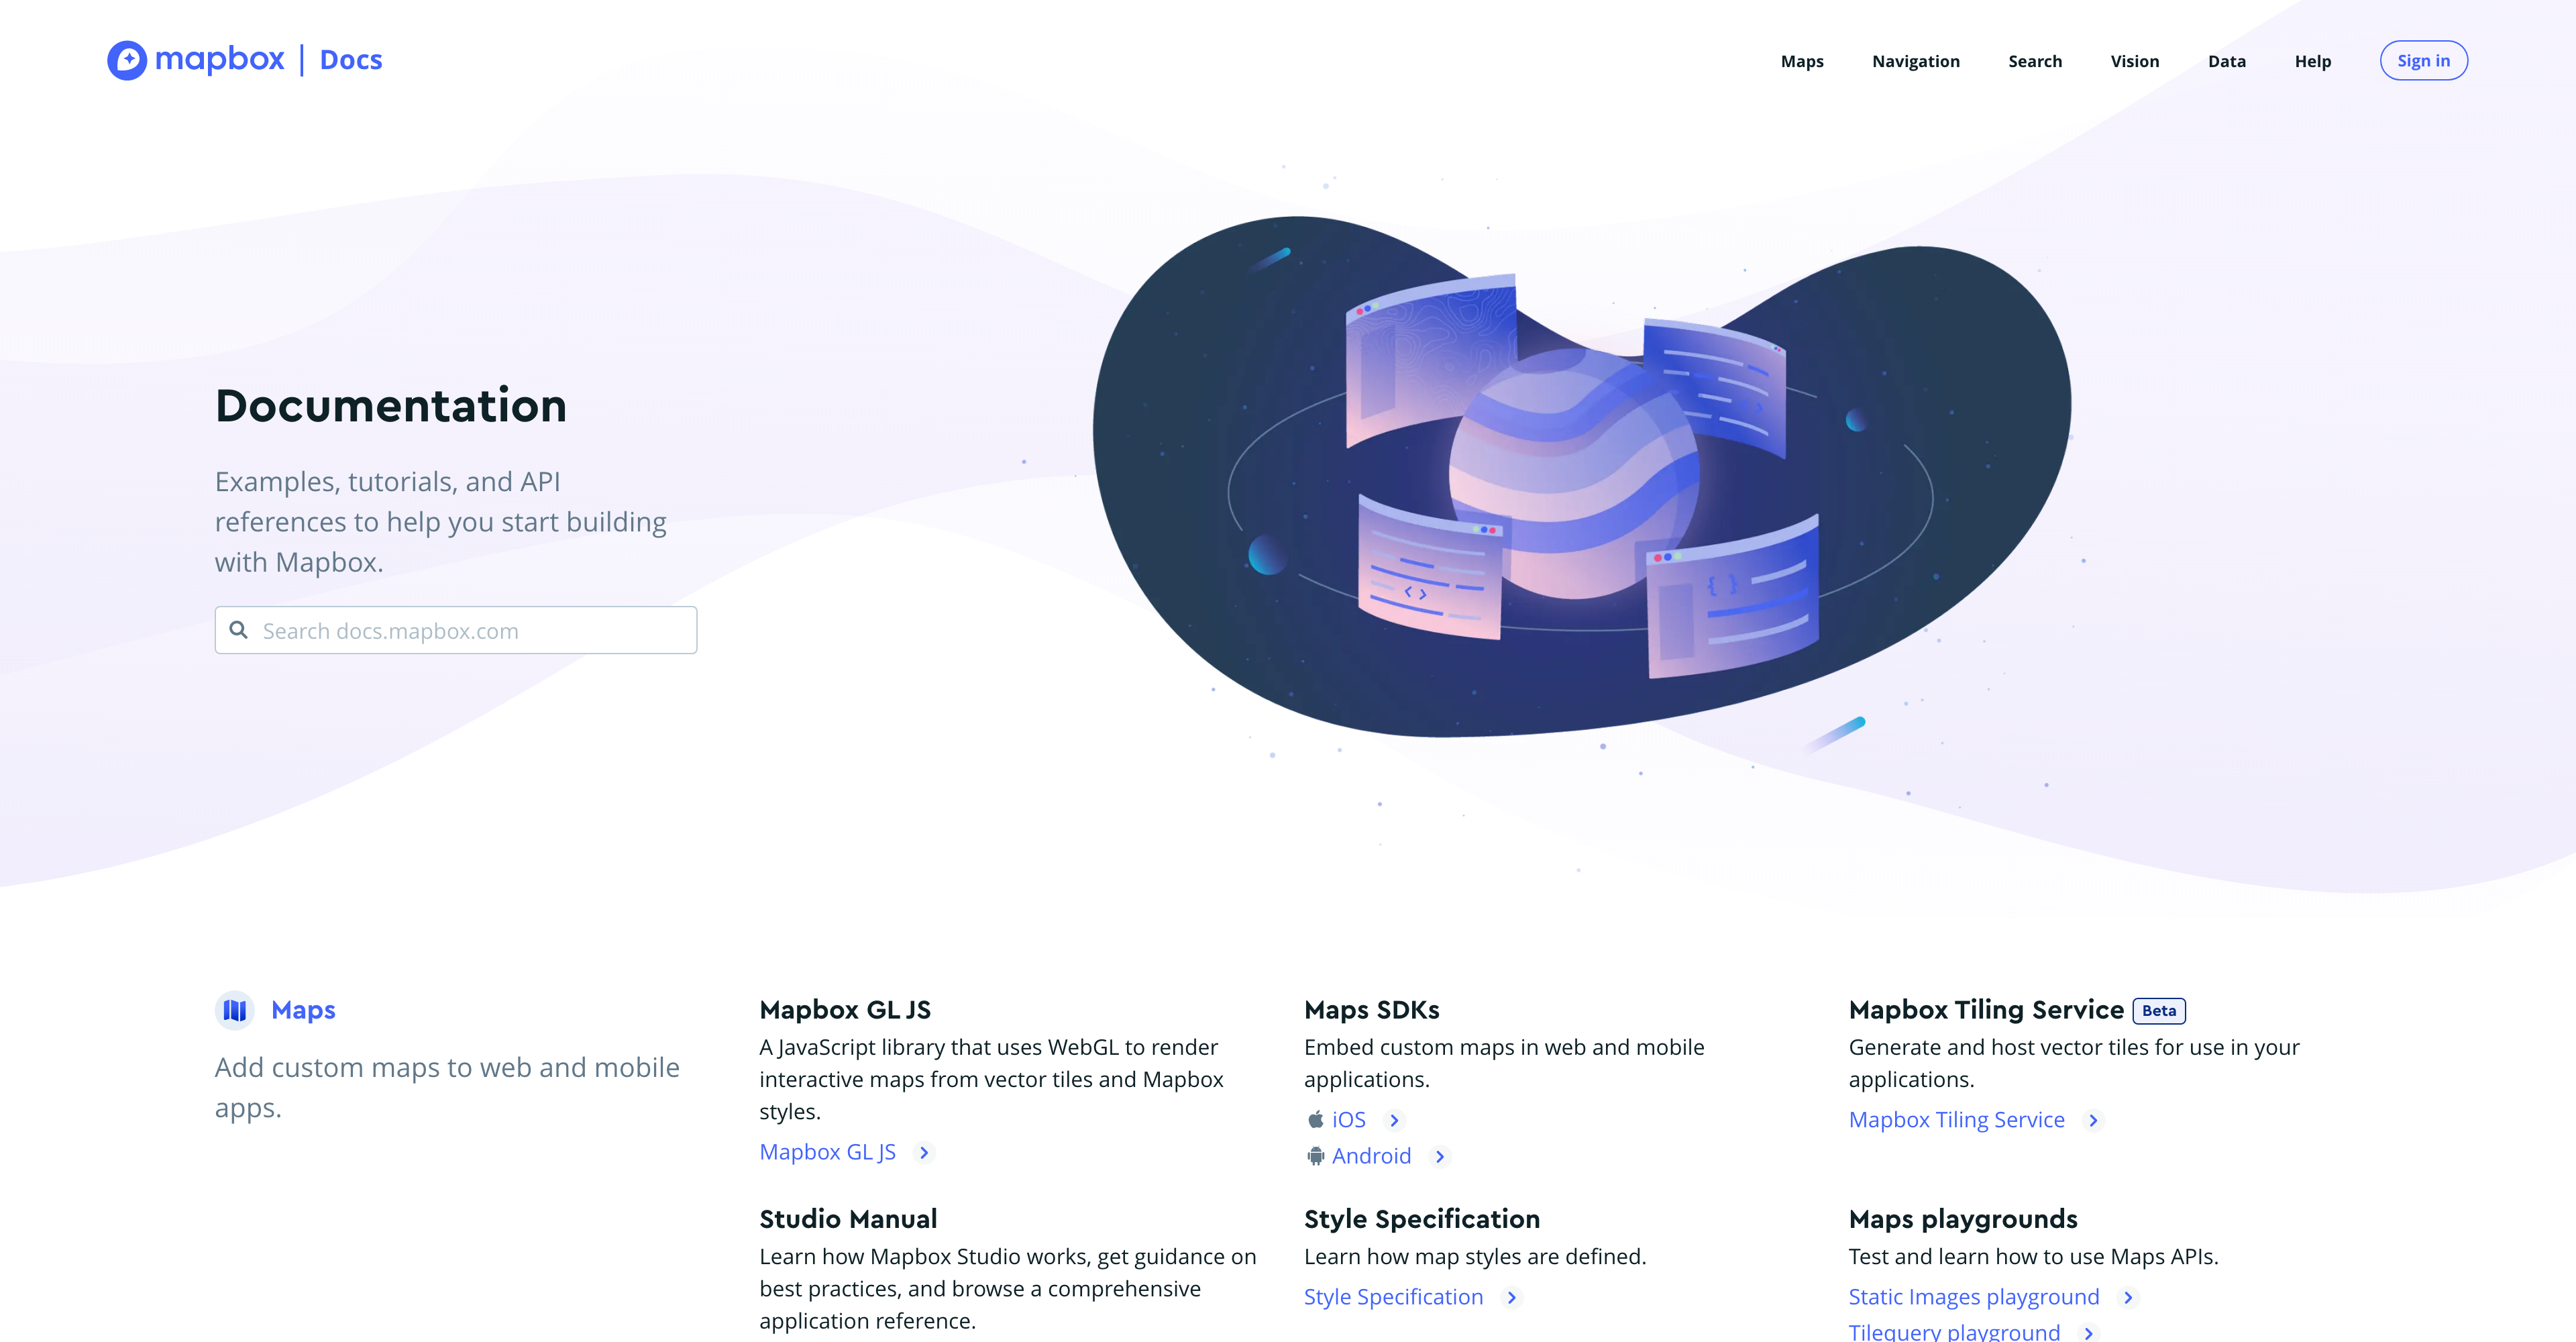 mapbox | Docs
Maps Navigation Search Vision Data Help Sign in
Documentation
Examples, tutorials, and API
references to help you start building
with Mapbox.
Search docs.mapbox.com
< >
{ }
Maps
Add custom maps to web and mobile
apps.
Mapbox GL JS
A JavaScript library that uses WebGL to render
interactive maps from vector tiles and Mapbox
styles.
Mapbox GL JS
Maps SDKs
Embed custom maps in web and mobile
applications.
iOS
Android
Mapbox Tiling Service Beta
Generate and host vector tiles for use in your
applications.
Mapbox Tiling Service
Studio Manual
Learn how Mapbox Studio works, get guidance on
best practices, and browse a comprehensive
application reference.
Style Specification
Learn how map styles are defined.
Style Specification
Maps playgrounds
Test and learn how to use Maps APIs.
Static Images playground
Tilequery playground